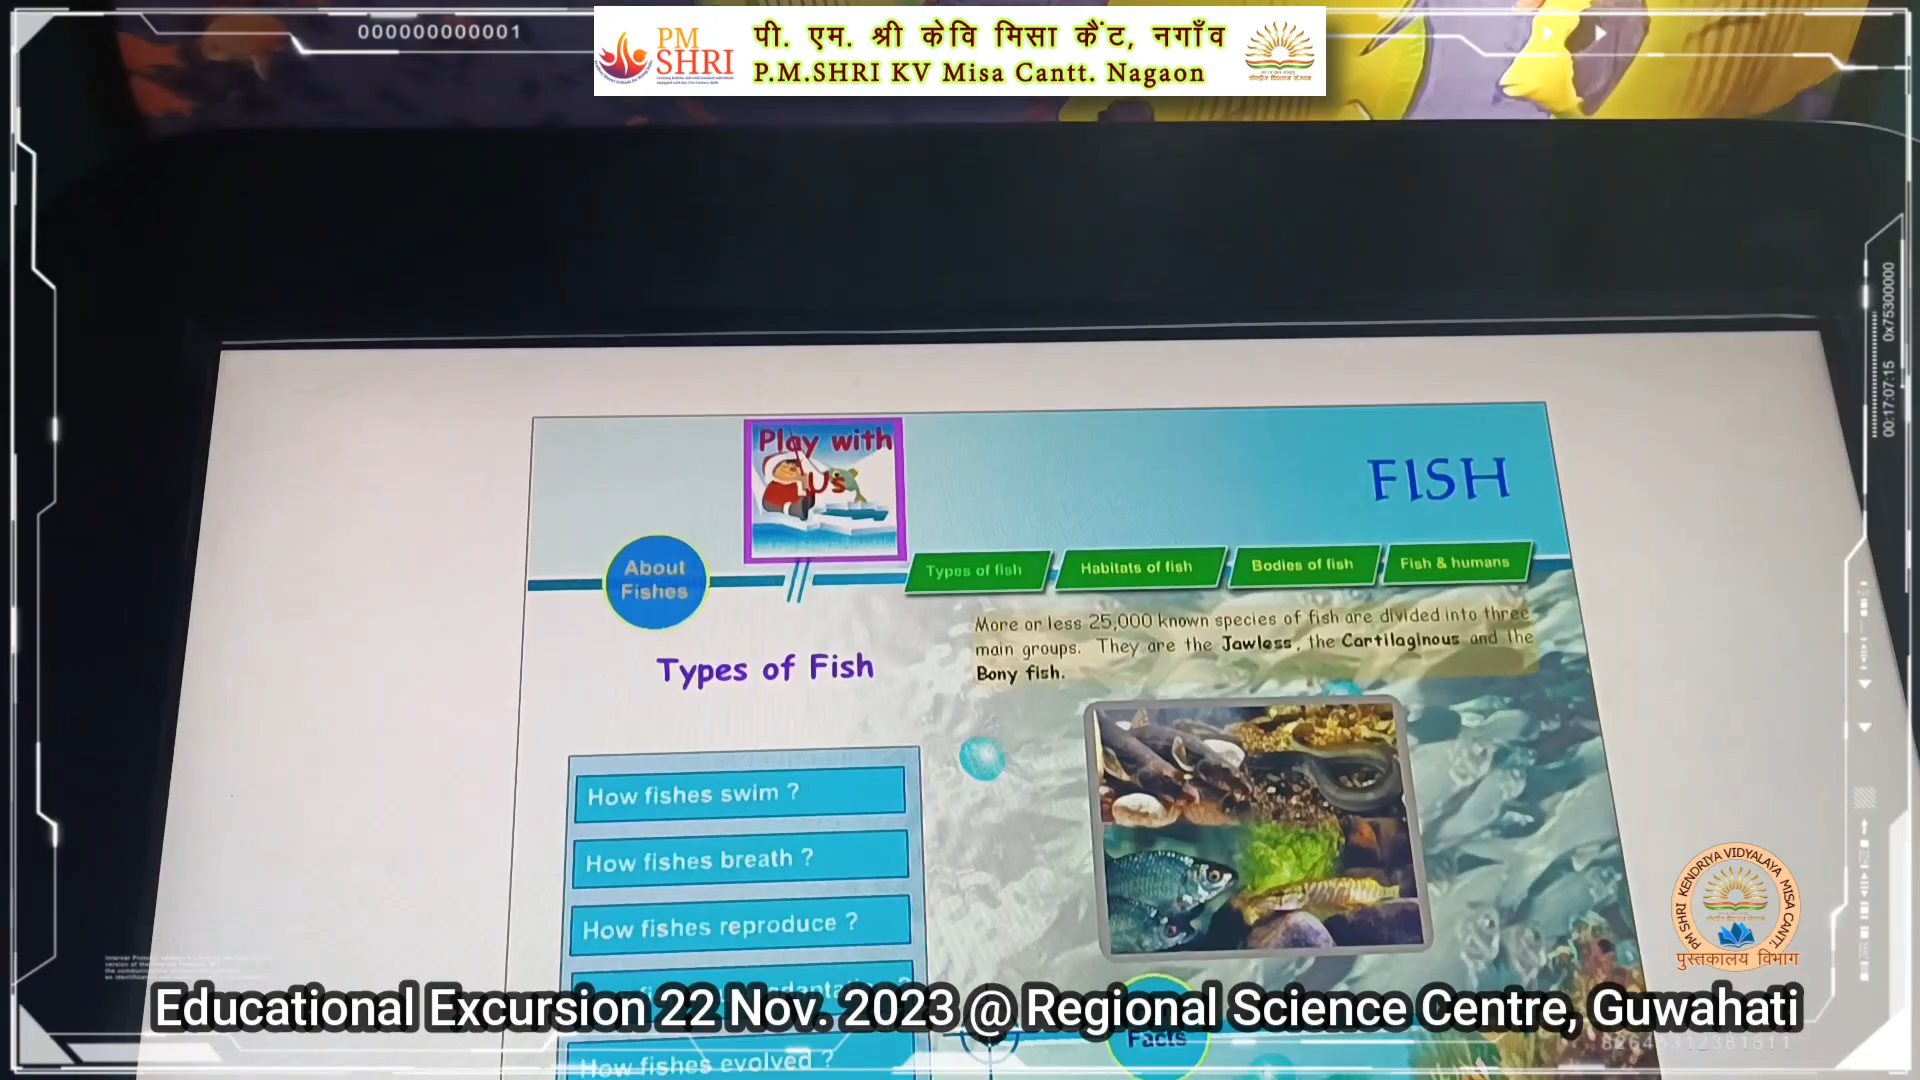 000000000001
PM
SHRI
पी. एम. श्री केवि मिसा कैंट, नगाँव
P.M.SHRI KV Misa Cantt. Nagaon
00:17:07:15 0x75300000
Play with
Us
FISH
About
Fishes
Types of fish
Habitats of fish
Bodies of fish
Fish & humans
More or less 25,000 known species of fish are divided into three
main groups. They are the Jawless, the Cartilaginous and the
Bony fish.
Types of Fish
How fishes swim ?
How fishes breath ?
How fishes reproduce ?
How fishes evolved ?
Facts
PM SHRI KENDRIYA VIDYALAYA MISA CANTT.
पुस्तकालय विभाग
Educational Excursion 22 Nov. 2023 @ Regional Science Centre, Guwahati